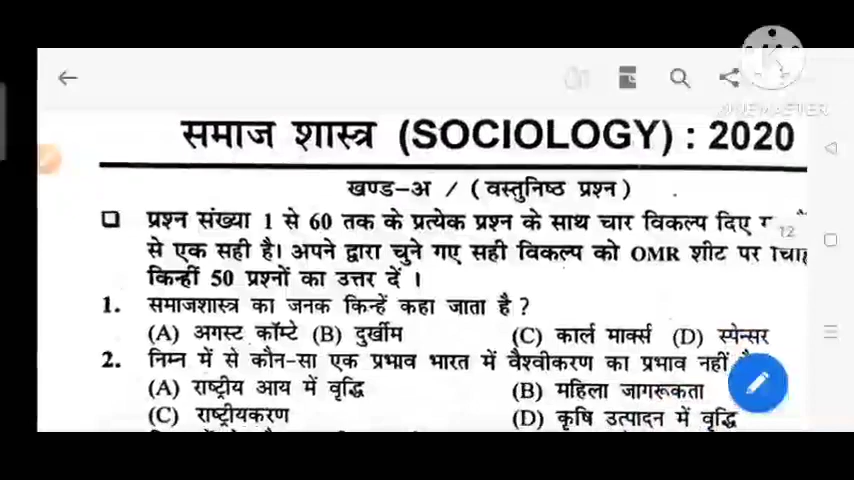 KINEMASTER
समाज शास्त्र (SOCIOLOGY) : 2020
खण्ड-अ / (वस्तुनिष्ठ प्रश्न)
❑ प्रश्न संख्या 1 से 60 तक के प्रत्येक प्रश्न के साथ चार विकल्प दिए
12
से एक सही है। अपने द्वारा चुने गए सही विकल्प को OMR शीट पर
किन्हीं 50 प्रश्नों का उत्तर दें ।
1. समाजशास्त्र का जनक किन्हें कहा जाता है ?
(A) अगस्ट कॉम्टे (B) दुर्खीम (C) कार्ल मार्क्स (D) स्पेन्सर
2. निम्न में से कौन-सा एक प्रभाव भारत में वैश्वीकरण का प्रभाव नहीं
(A) राष्ट्रीय आय में वृद्धि (B) महिला जागरूकता
(C) राष्ट्रीयकरण (D) कृषि उत्पादन में वृद्धि